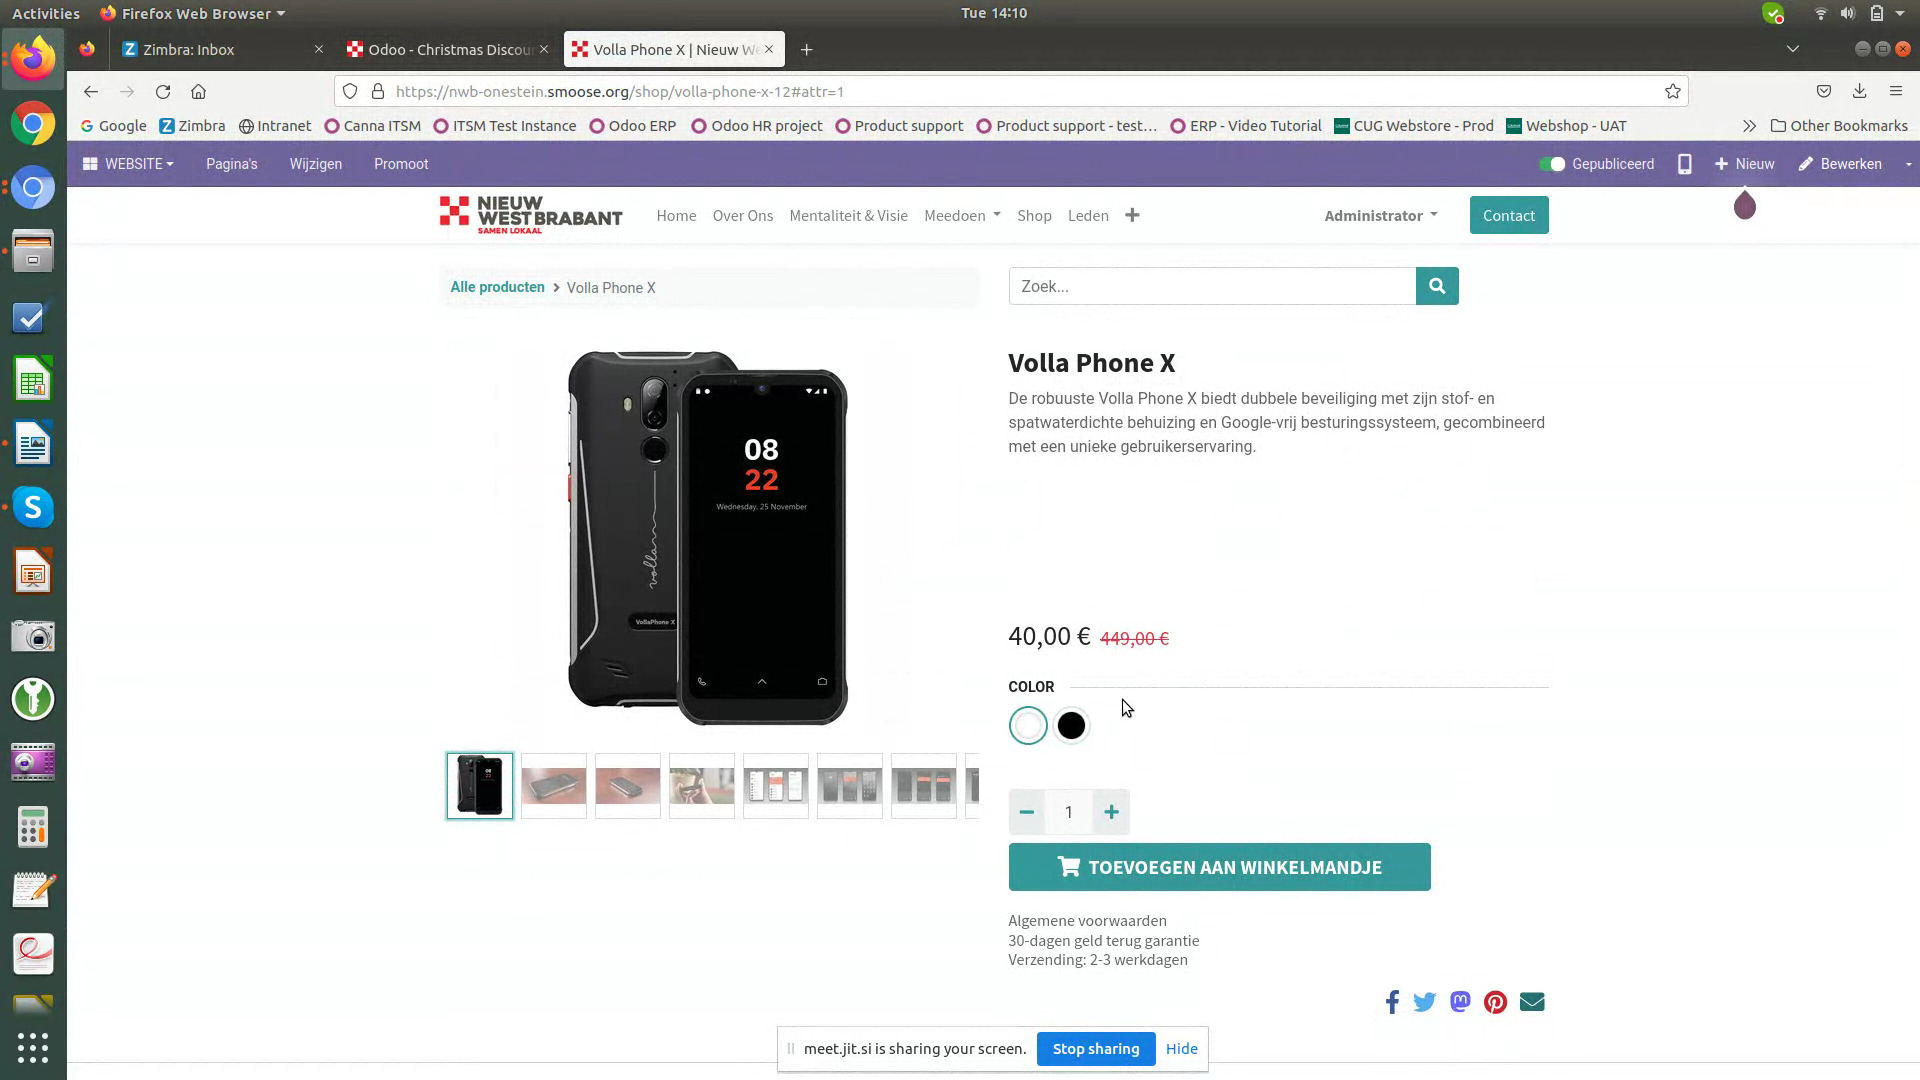 Activities Firefox Web Browser Tue 14:10
Zimbra: Inbox Odoo - Christmas Discou Volla Phone X | Nieuw We
https://nwb-onestein.smoose.org/shop/volla-phone-x-12#attr=1
Google Zimbra Intranet Canna ITSM ITSM Test Instance Odoo ERP Odoo HR project Product support Product support - test… ERP - Video Tutorial CUG Webstore - Prod Webshop - UAT Other Bookmarks
WEBSITE Pagina's Wijzigen Promoot Gepubliceerd Nieuw Bewerken
NIEUW
WESTBRABANT
SAMEN LOKAAL
Home Over Ons Mentaliteit & Visie Meedoen Shop Leden Administrator Contact
Alle producten Volla Phone X
Zoek...
Volla Phone X
De robuuste Volla Phone X biedt dubbele beveiliging met zijn stof- en
spatwaterdichte behuizing en Google-vrij besturingssysteem, gecombineerd
met een unieke gebruikerservaring.
08
22
Wednesday, 25 November
volla
VollaPhone X
40,00 € 449,00 €
COLOR
1
TOEVOEGEN AAN WINKELMANDJE
Algemene voorwaarden
30-dagen geld terug garantie
Verzending: 2-3 werkdagen
meet.jit.si is sharing your screen. Stop sharing Hide